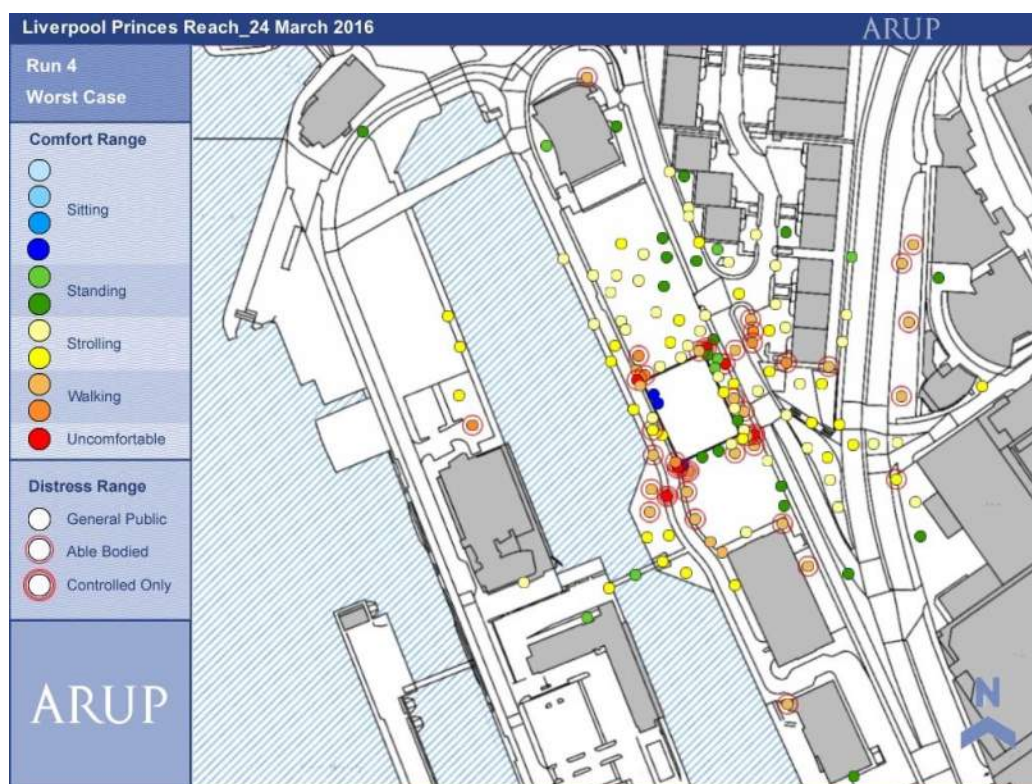 Liverpool Princes Reach_24 March 2016
ARUP
Run 4
Worst Case
Comfort Range
Sitting
Standing
Strolling
Walking
Uncomfortable
Distress Range
General Public
Able Bodied
Controlled Only
ARUP
N